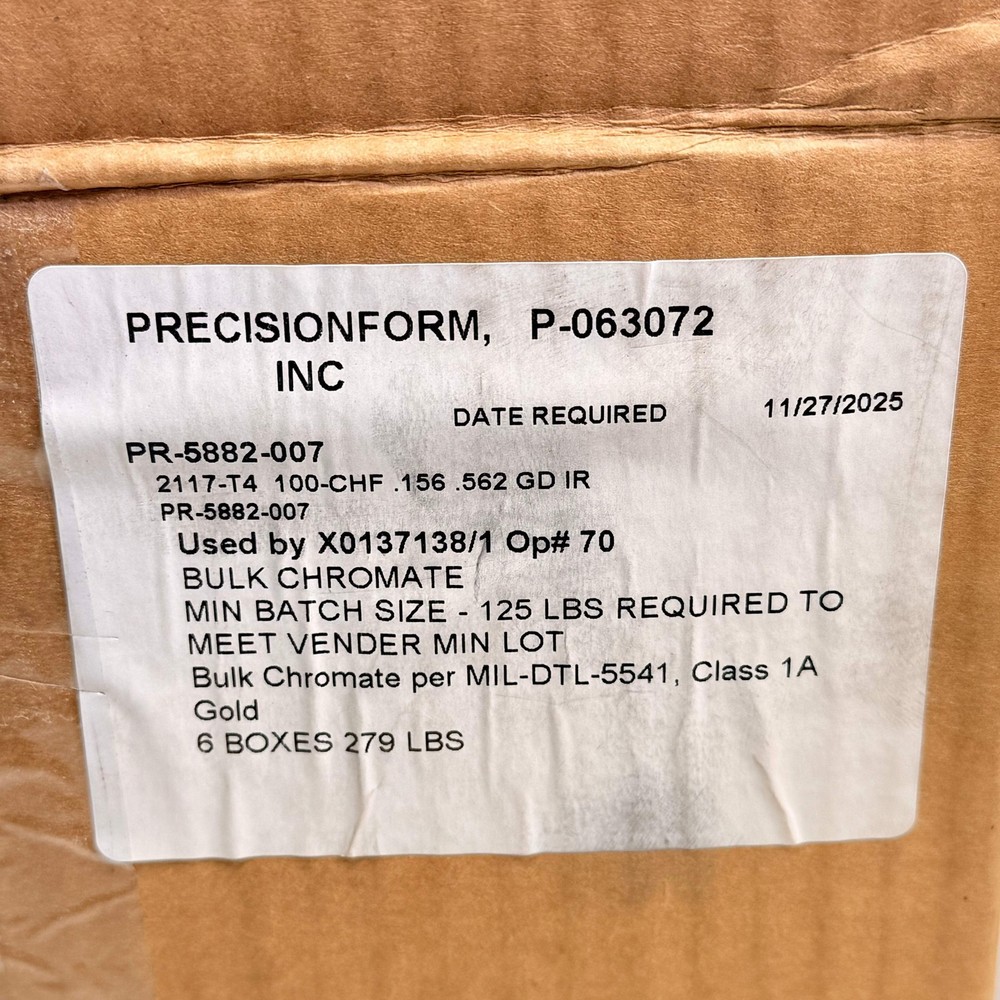 PRECISIONFORM, P-063072
INC
DATE REQUIRED 11/27/2025
PR-5882-007
2117-T4 100-CHF .156 .562 GD IR
PR-5882-007
Used by X0137138/1 Op# 70
BULK CHROMATE
MIN BATCH SIZE - 125 LBS REQUIRED TO
MEET VENDER MIN LOT
Bulk Chromate per MIL-DTL-5541, Class 1A
Gold
6 BOXES 279 LBS